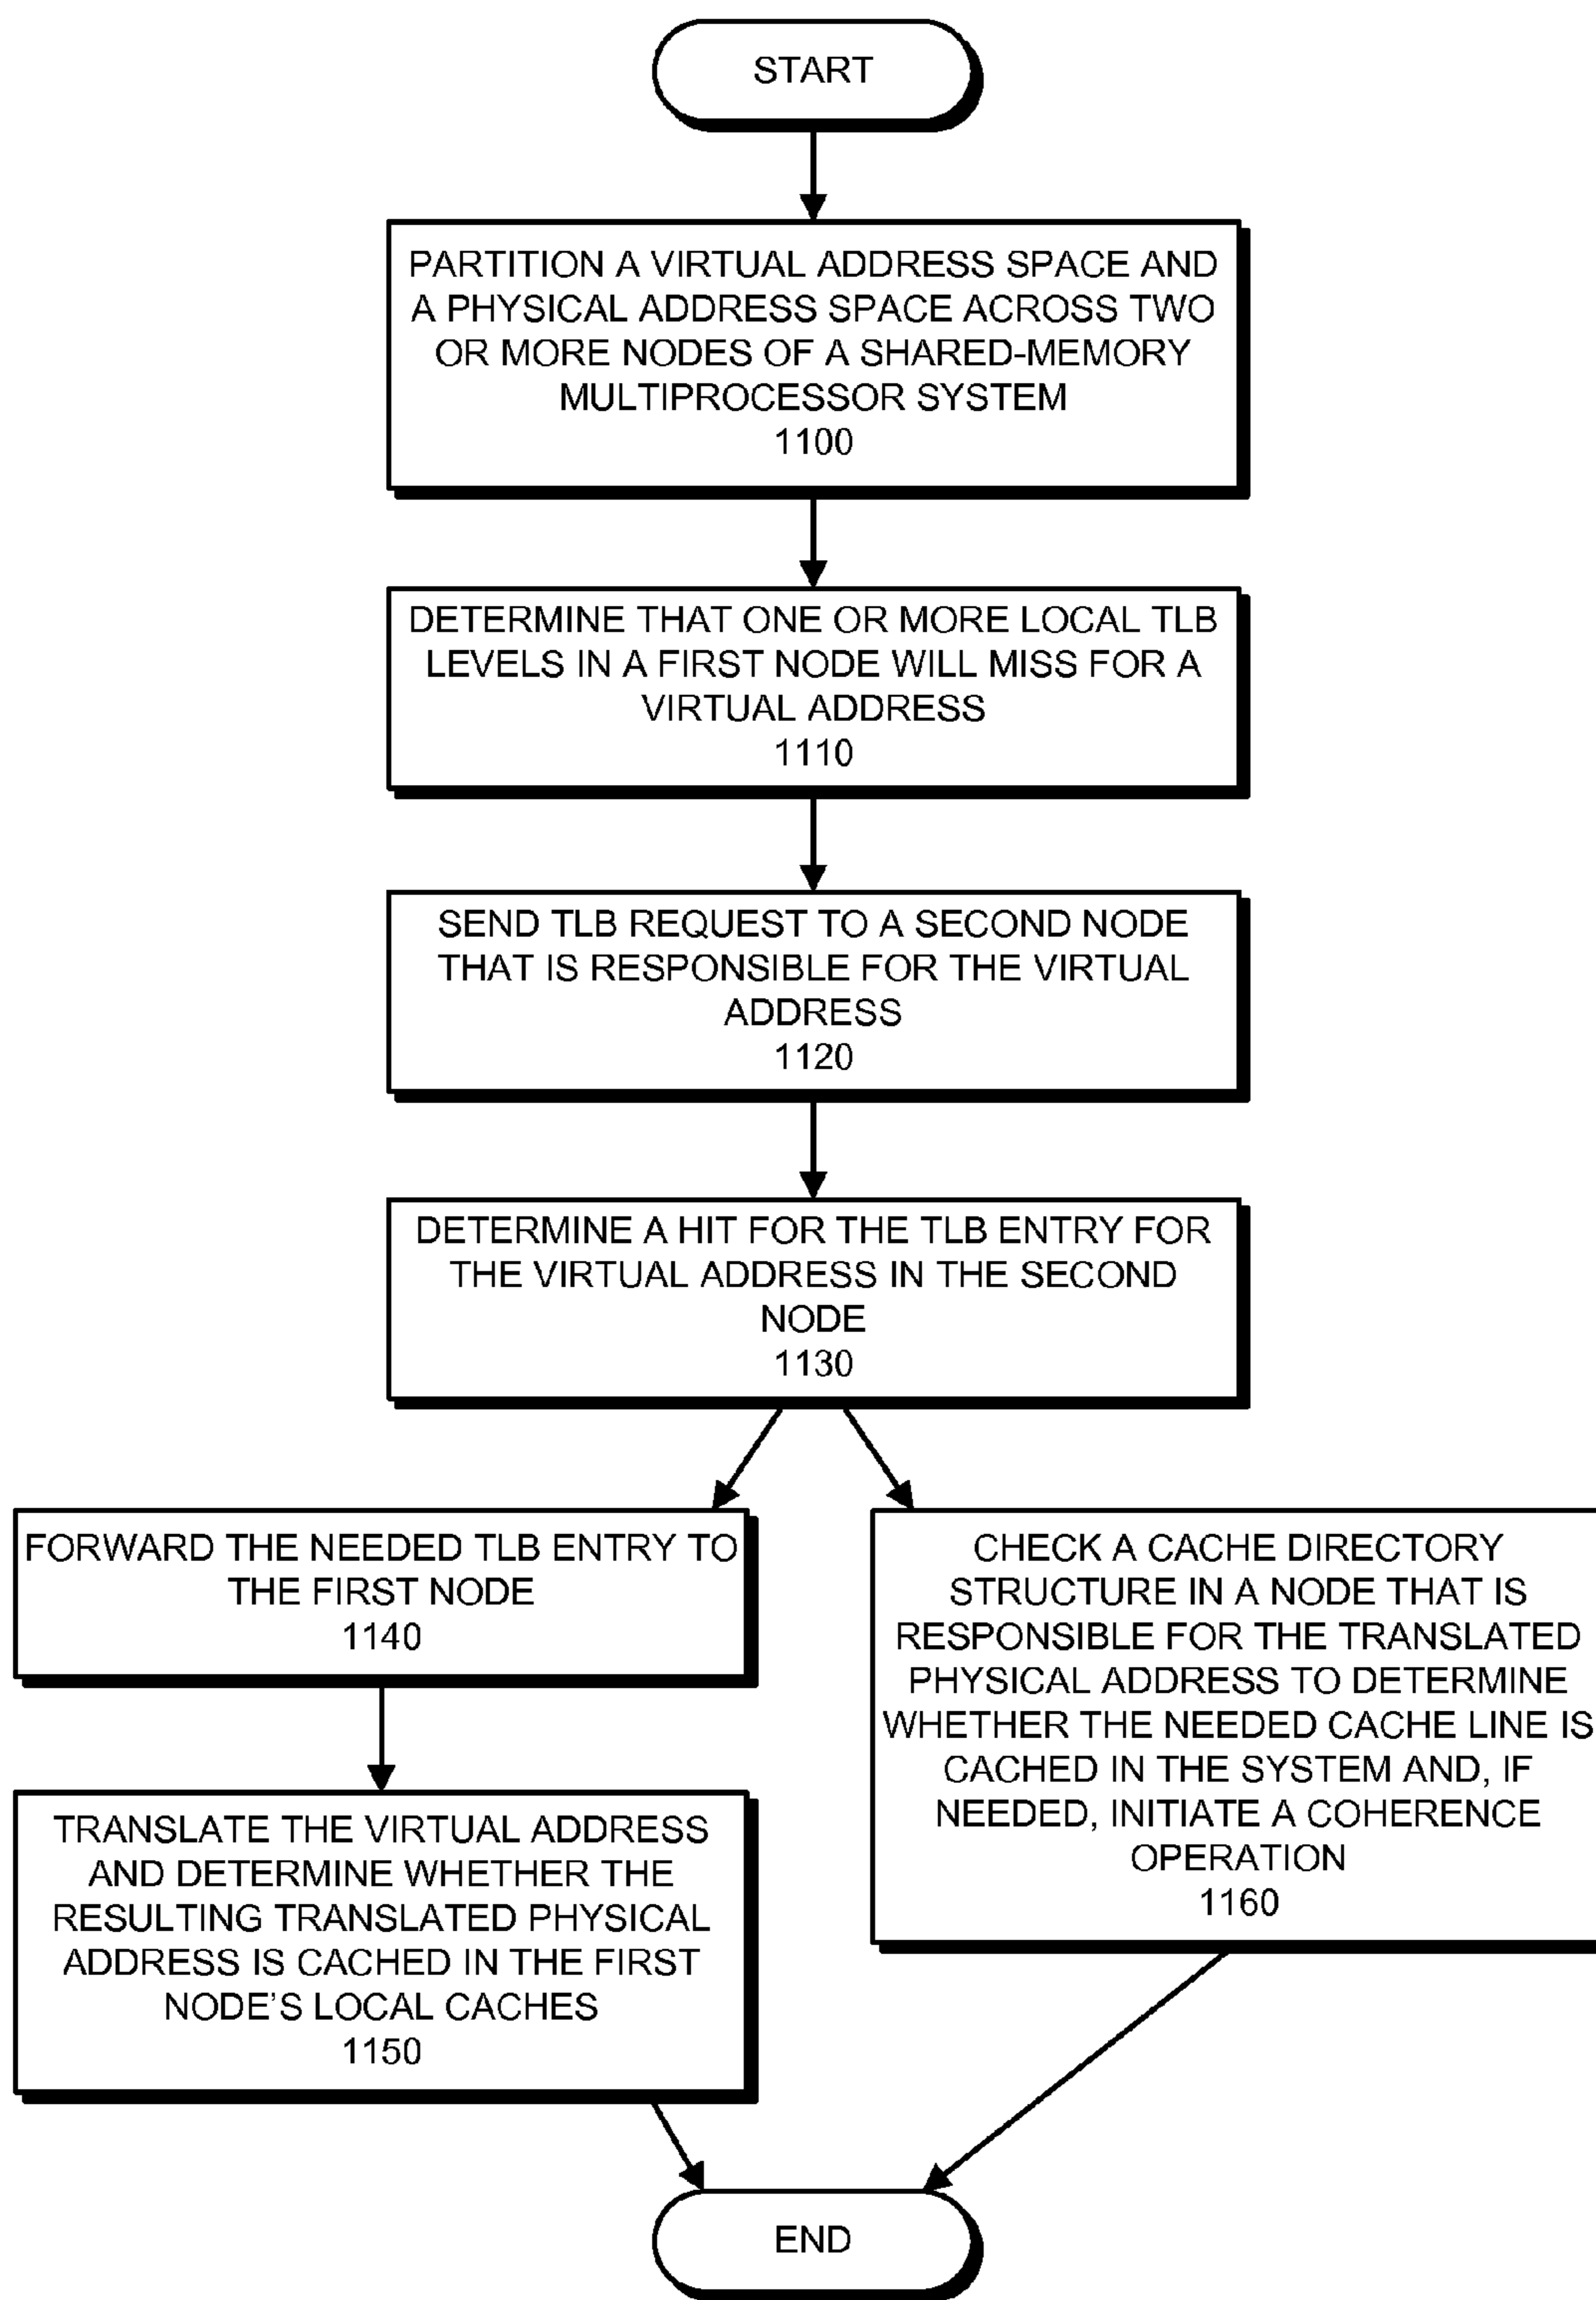 START
PARTITION A VIRTUAL ADDRESS SPACE AND
A PHYSICAL ADDRESS SPACE ACROSS TWO
OR MORE NODES OF A SHARED-MEMORY
MULTIPROCESSOR SYSTEM
1100
DETERMINE THAT ONE OR MORE LOCAL TLB
LEVELS IN A FIRST NODE WILL MISS FOR A
VIRTUAL ADDRESS
1110
SEND TLB REQUEST TO A SECOND NODE
THAT IS RESPONSIBLE FOR THE VIRTUAL
ADDRESS
1120
DETERMINE A HIT FOR THE TLB ENTRY FOR
THE VIRTUAL ADDRESS IN THE SECOND
NODE
1130
FORWARD THE NEEDED TLB ENTRY TO
THE FIRST NODE
1140
TRANSLATE THE VIRTUAL ADDRESS
AND DETERMINE WHETHER THE
RESULTING TRANSLATED PHYSICAL
ADDRESS IS CACHED IN THE FIRST
NODE'S LOCAL CACHES
1150
CHECK A CACHE DIRECTORY
STRUCTURE IN A NODE THAT IS
RESPONSIBLE FOR THE TRANSLATED
PHYSICAL ADDRESS TO DETERMINE
WHETHER THE NEEDED CACHE LINE IS
CACHED IN THE SYSTEM AND, IF
NEEDED, INITIATE A COHERENCE
OPERATION
1160
END